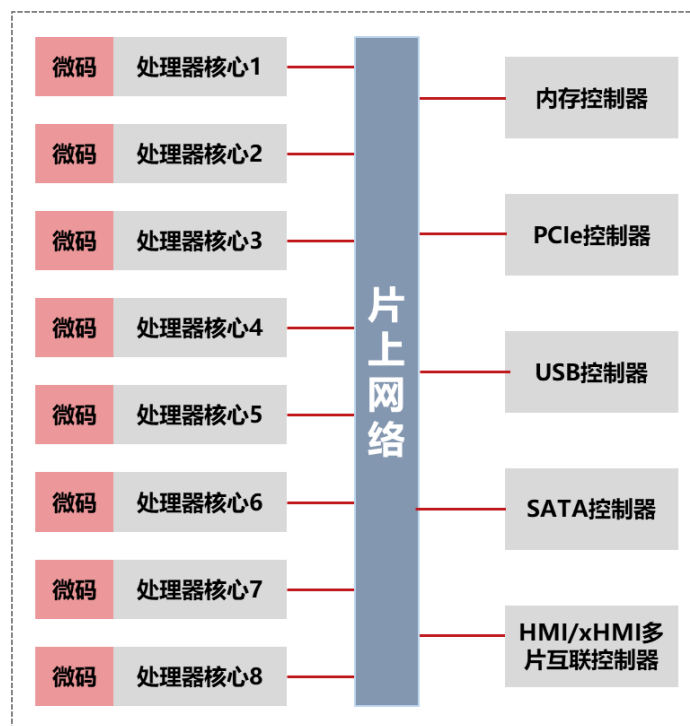 微码 处理器核心1
微码 处理器核心2
微码 处理器核心3
微码 处理器核心4
微码 处理器核心5
微码 处理器核心6
微码 处理器核心7
微码 处理器核心8
片
上
网
络
内存控制器
PCIe控制器
USB控制器
SATA控制器
HMI/xHMI多
片互联控制器